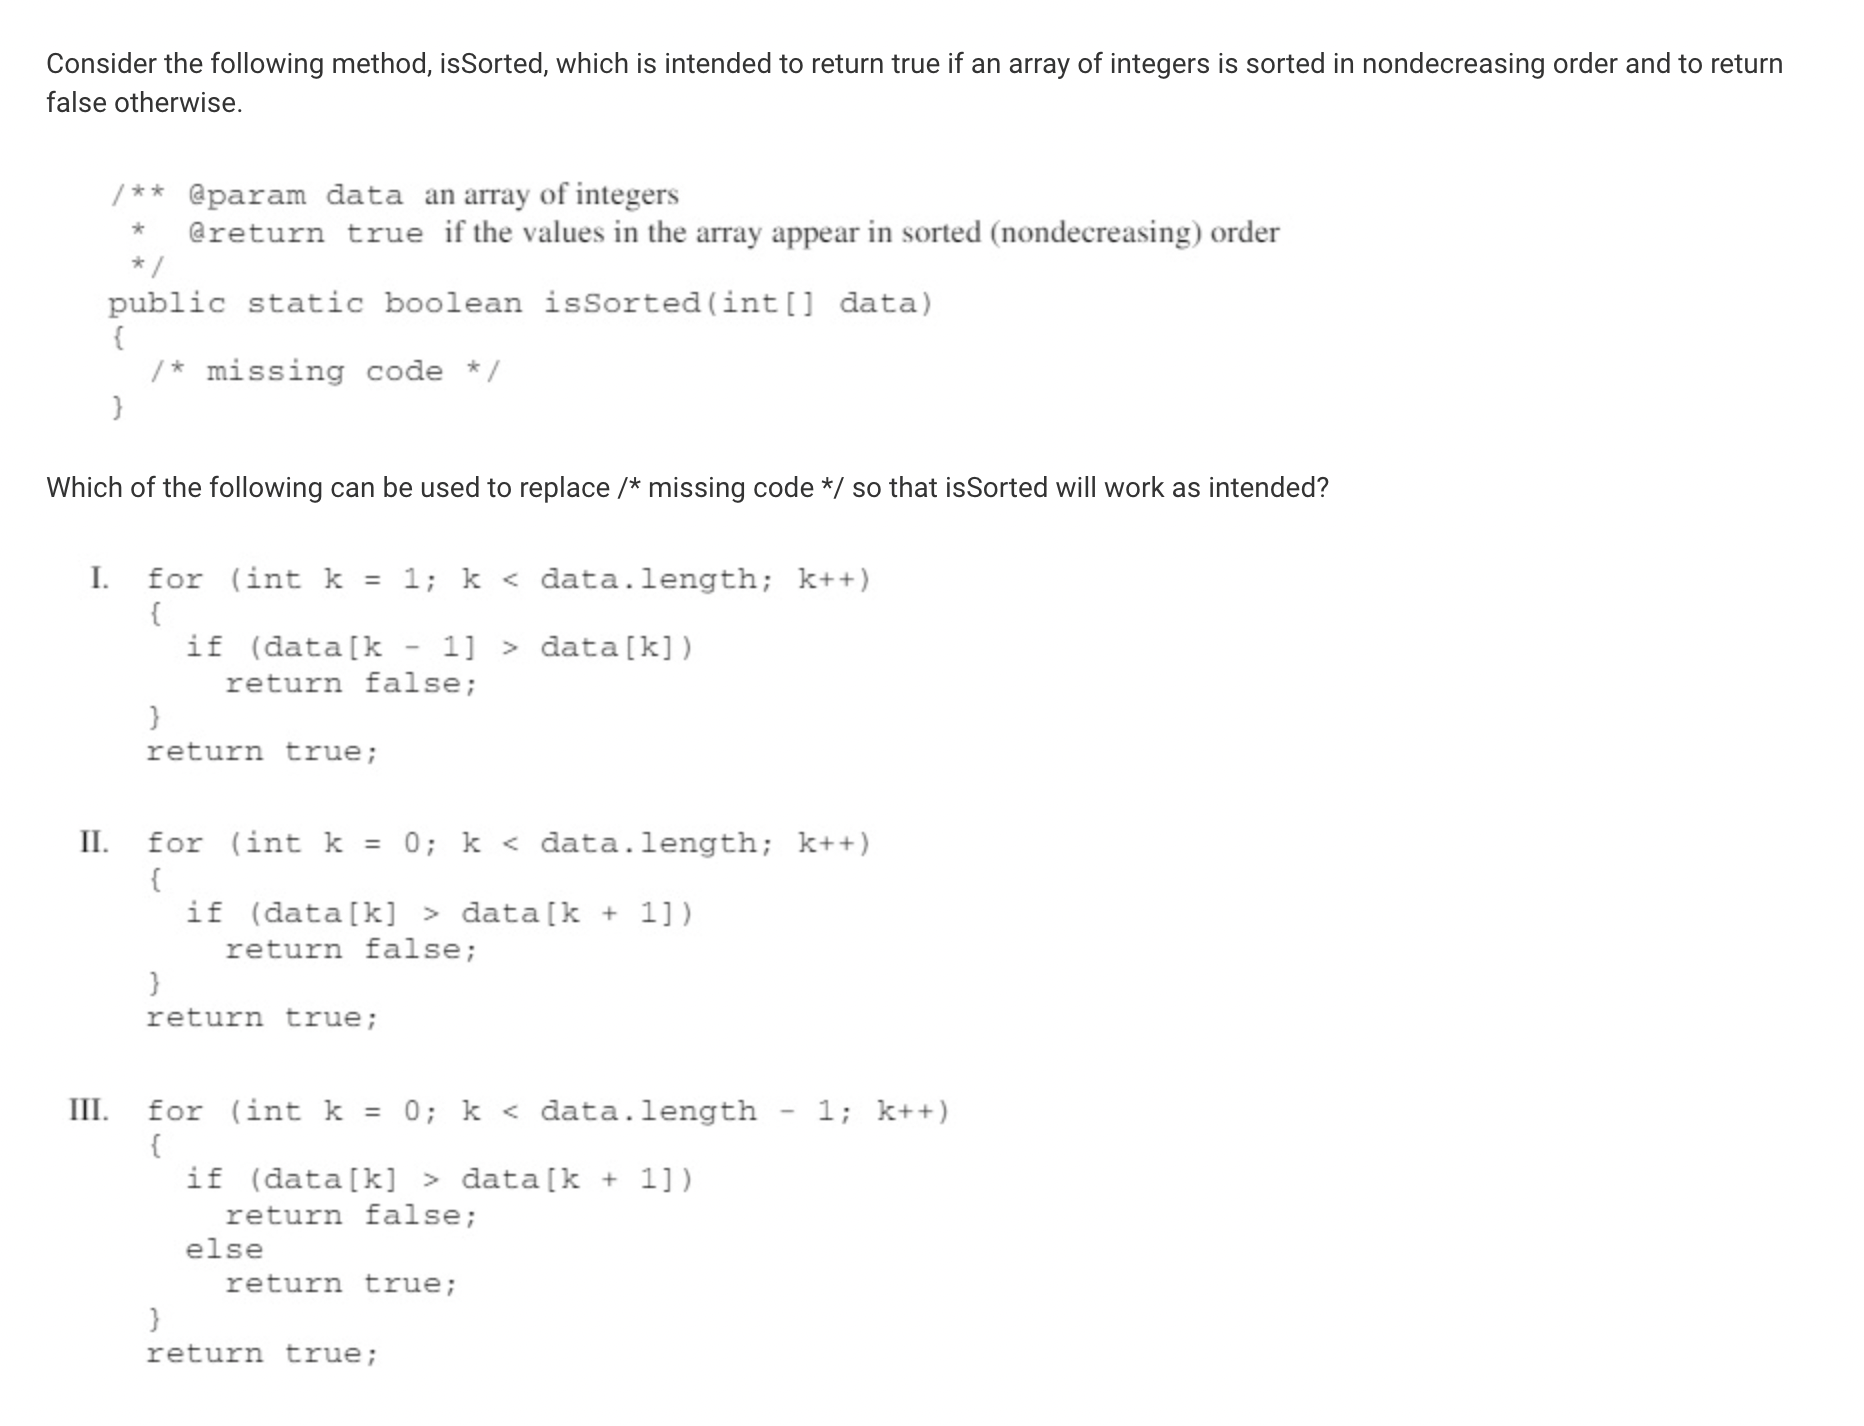 Consider the following method, isSorted, which is intended to return true if an array of integers is sorted in nondecreasing order and to return
false otherwise.
/** @param data an array of integers
* @return true if the values in the array appear in sorted (nondecreasing) order
*/
public static boolean isSorted(int[] data)
{
/* missing code */
}
Which of the following can be used to replace /* missing code */ so that isSorted will work as intended?
I. for (int k = 1; k < data.length; k++)
{
if (data[k - 1] > data[k])
return false;
}
return true;
II. for (int k = 0; k < data.length; k++)
{
if (data[k] > data[k + 1])
return false;
}
return true;
III. for (int k = 0; k < data.length - 1; k++)
{
if (data[k] > data[k + 1])
return false;
else
return true;
}
return true;